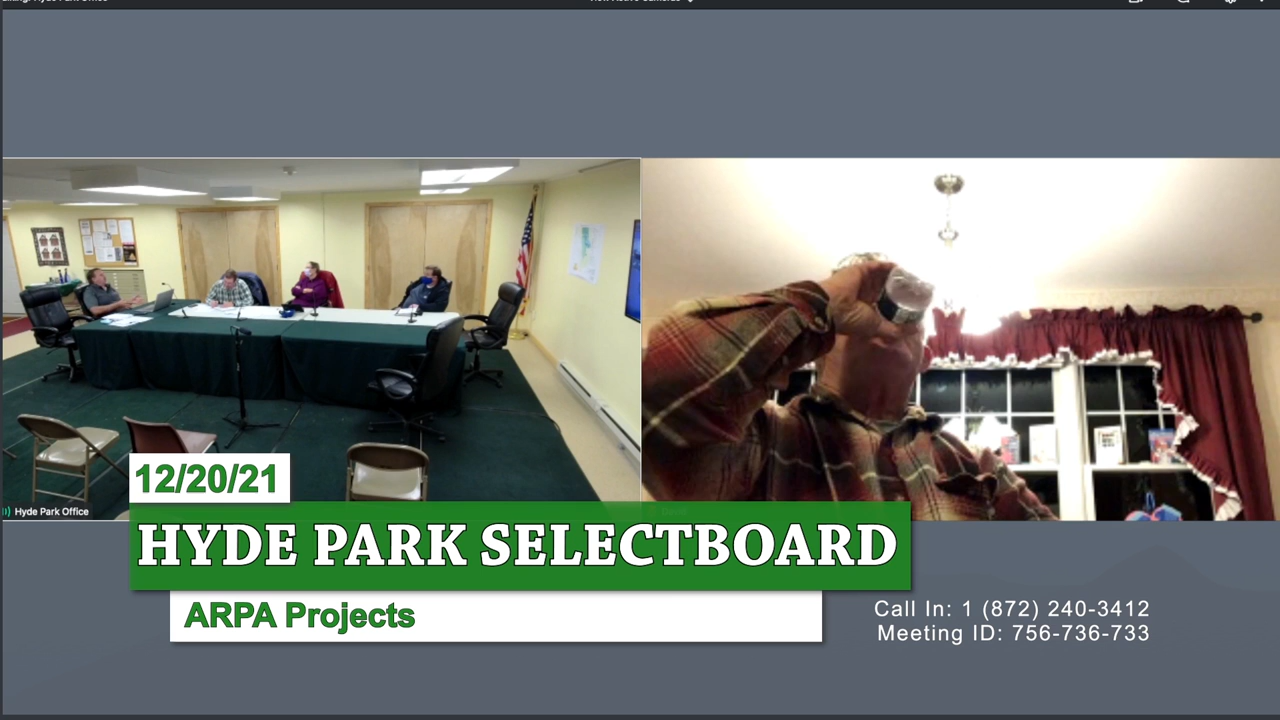 Hyde Park Office
12/20/21
HYDE PARK SELECTBOARD
ARPA Projects
Call In: 1 (872) 240-3412
Meeting ID: 756-736-733